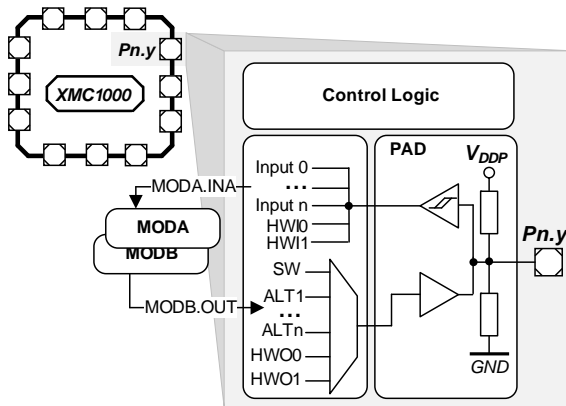 Pn.y
XMC1000
Control Logic
PAD
VDDP
Input 0
...
Input n
HWI0
HWI1
MODA.INA
MODA
MODB
MODB.OUT
SW
ALT1
...
ALTn
HWO0
HWO1
Pn.y
GND